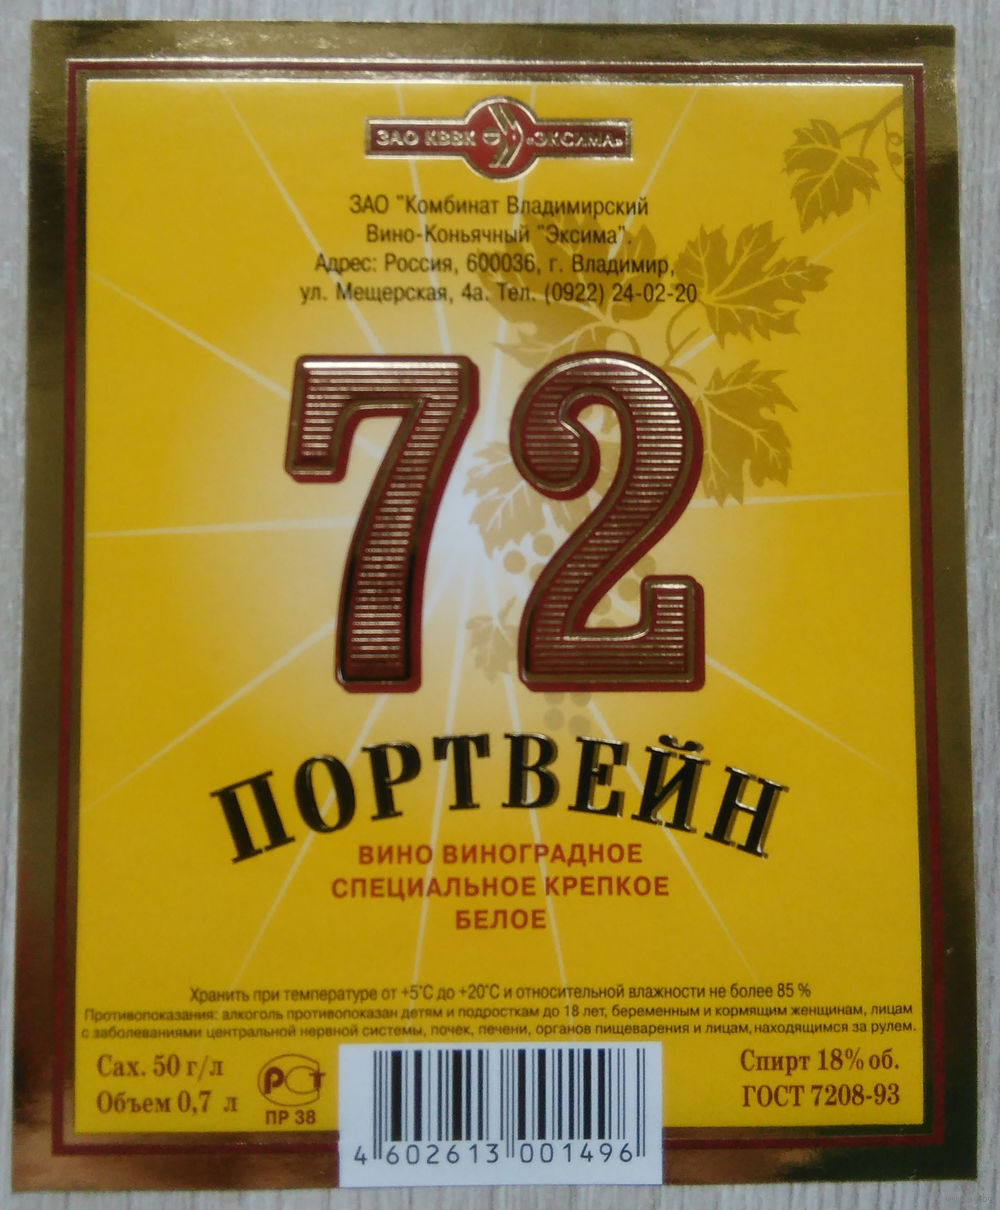 ЗАО КВВК «ЭКСИМА»
ЗАО "Комбинат Владимирский
Вино-Коньячный "Эксима".
Адрес: Россия, 600036, г. Владимир,
ул. Мещерская, 4а. Тел. (0922) 24-02-20
72
ПОРТВЕЙН
ВИНО ВИНОГРАДНОЕ
СПЕЦИАЛЬНОЕ КРЕПКОЕ
БЕЛОЕ
Хранить при температуре от +5°С до +20°С и относительной влажности не более 85 %
Противопоказания: алкоголь противопоказан детям и подросткам до 18 лет, беременным и кормящим женщинам, лицам
с заболеваниями центральной нервной системы, почек, печени, органов пищеварения и лицам, находящимся за рулем.
Сах. 50 г/л
Объем 0,7 л
РСТ
ПР 38
4 602613 001496
Спирт 18% об.
ГОСТ 7208-93